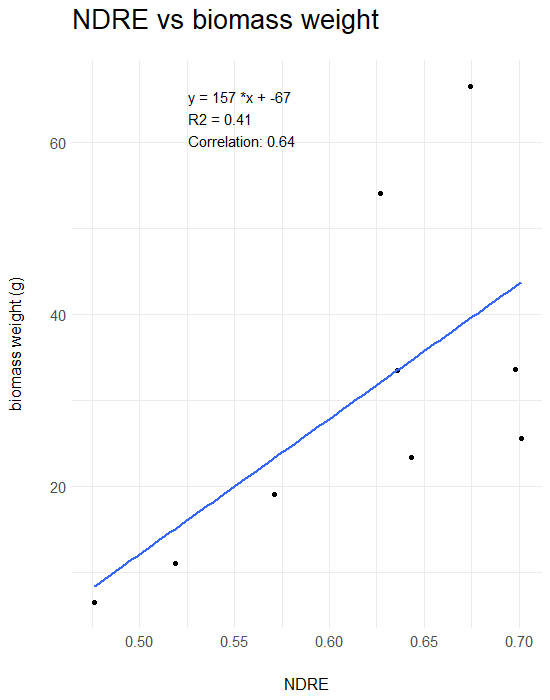 NDRE vs biomass weight
y = 157 *x + -67
R2 = 0.41
Correlation: 0.64
60
40
20
biomass weight (g)
0.50 0.55 0.60 0.65 0.70
NDRE